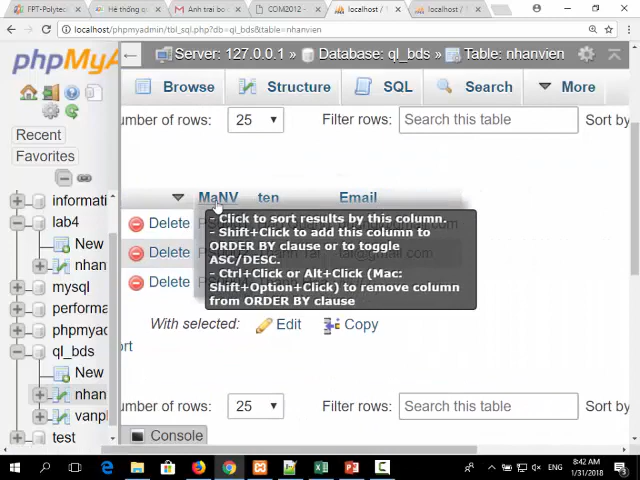 FPT-Polytec
Hệ thống q
Anh trai bo
COM2012 -
localhost / 1
localhost / 1
localhost/phpmyadmin/tbl_sql.php?db=ql_bds&table=nhanvien
phpMyA
Server: 127.0.0.1 » Database: ql_bds » Table: nhanvien
Browse Structure SQL Search More
Recent
Favorites
umber of rows: 25 Filter rows: Search this table Sort by
MaNV ten Email
- Click to sort results by this column.
- Shift+Click to add this column to
ORDER BY clause or to toggle
ASC/DESC.
- Ctrl+Click or Alt+Click (Mac:
Shift+Option+Click) to remove column
from ORDER BY clause
Delete
Delete
Delete
With selected: Edit Copy
ort
umber of rows: 25 Filter rows: Search this table Sort by
Console
informa
lab4
New
nhan
mysql
performa
phpmyad
ql_bds
New
nhan
vanpl
test
8:42 AM
1/31/2018